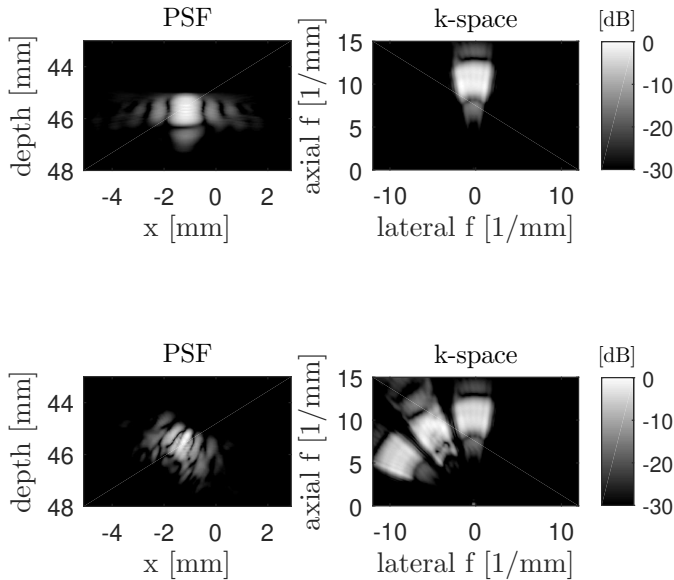 PSF
k-space
[dB]
depth [mm]
44
46
48
-4
-2
0
2
x [mm]
axial f [1/mm]
15
10
5
0
-10
0
10
lateral f [1/mm]
0
-10
-20
-30
PSF
k-space
[dB]
depth [mm]
44
46
48
-4
-2
0
2
x [mm]
axial f [1/mm]
15
10
5
0
-10
0
10
lateral f [1/mm]
0
-10
-20
-30